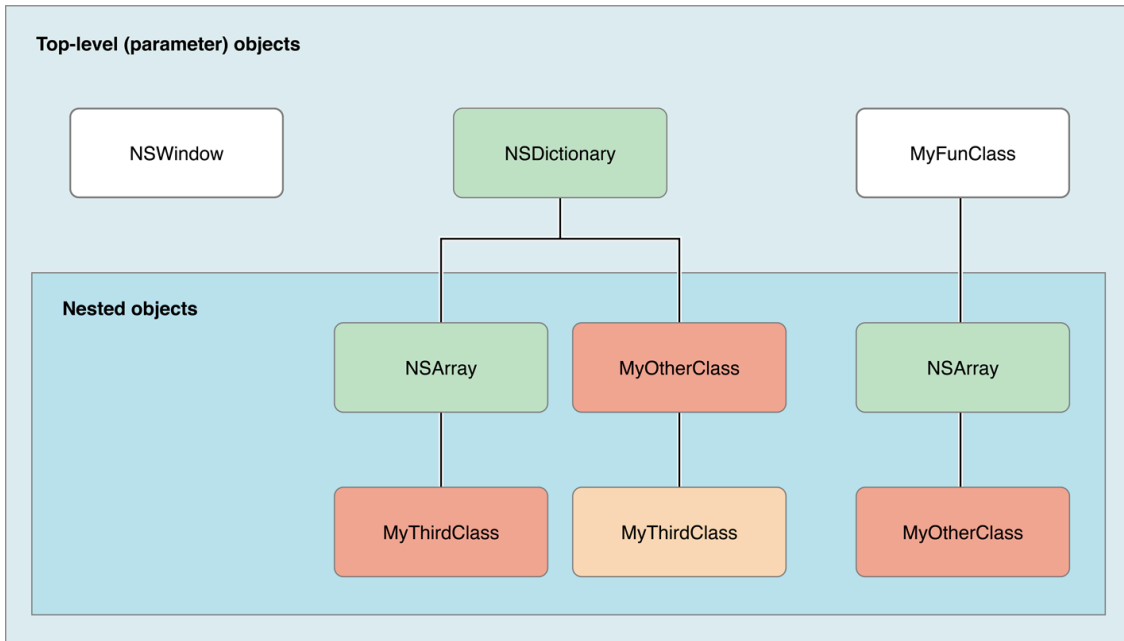 Top-level (parameter) objects
NSWindow
NSDictionary
MyFunClass
Nested objects
NSArray
MyOtherClass
NSArray
MyThirdClass
MyThirdClass
MyOtherClass